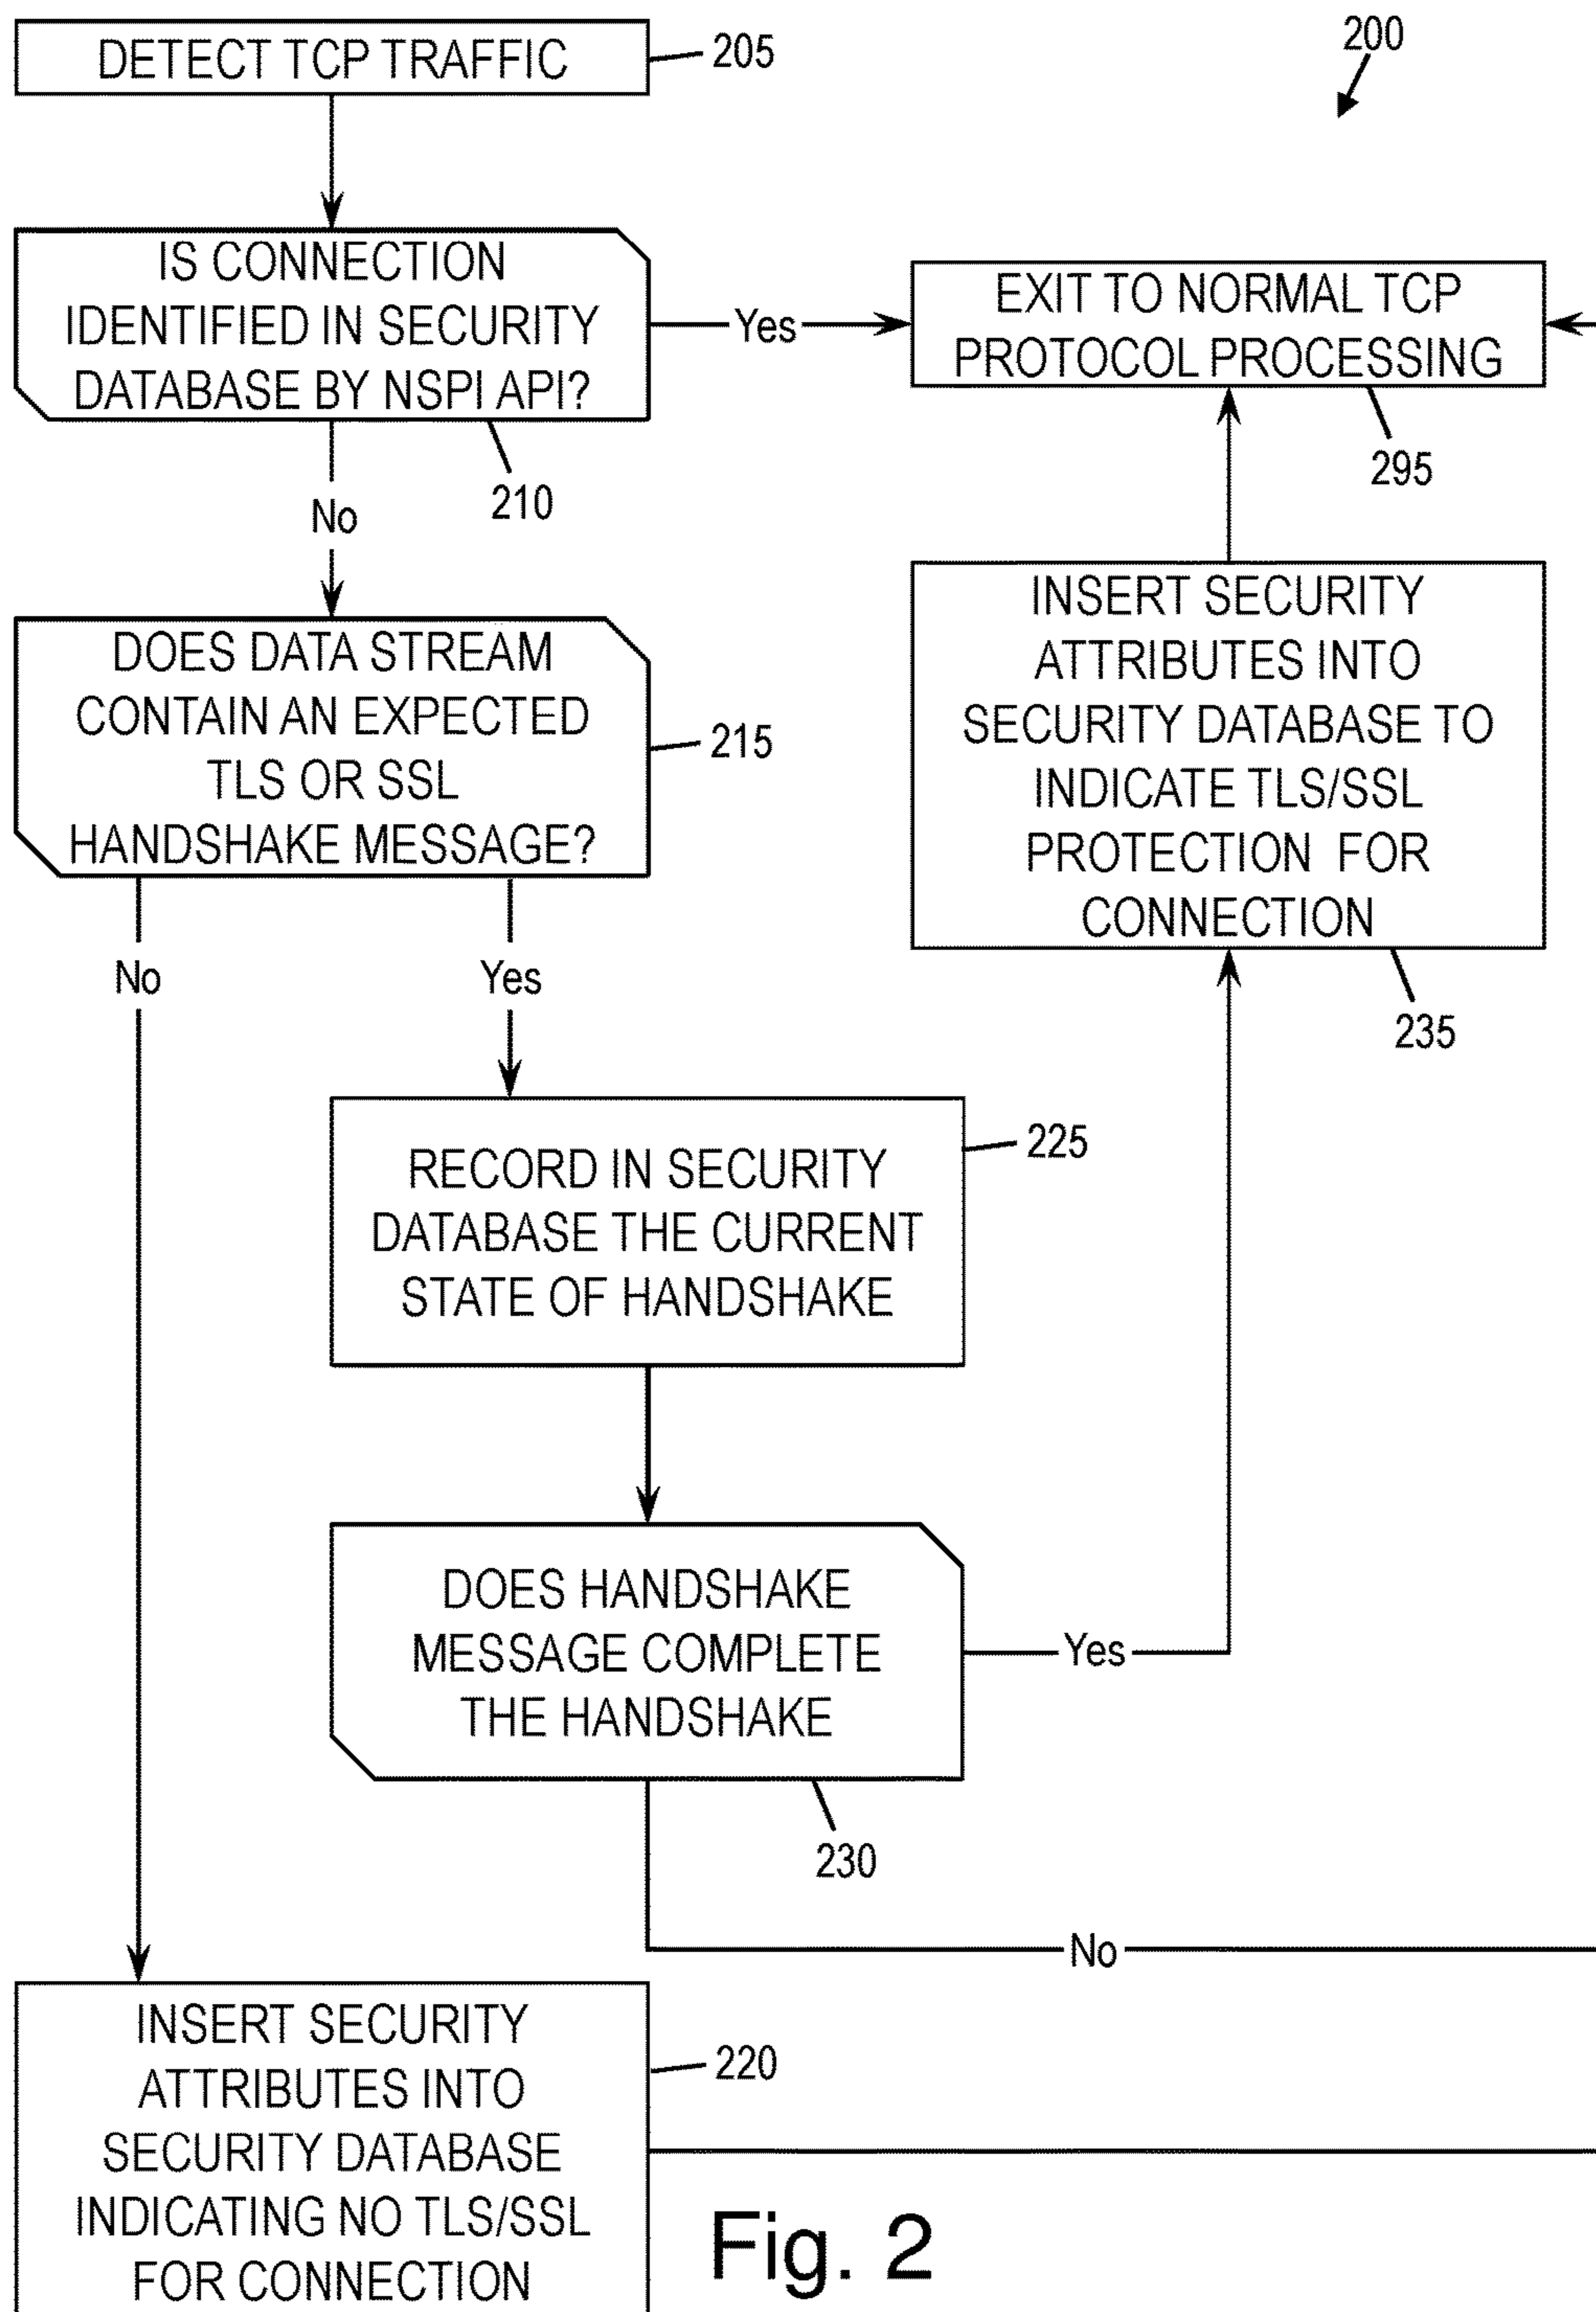 DETECT TCP TRAFFIC
205
200
IS CONNECTION
IDENTIFIED IN SECURITY
DATABASE BY NSPI API?
210
Yes
EXIT TO NORMAL TCP
PROTOCOL PROCESSING
295
No
DOES DATA STREAM
CONTAIN AN EXPECTED
TLS OR SSL
HANDSHAKE MESSAGE?
215
INSERT SECURITY
ATTRIBUTES INTO
SECURITY DATABASE TO
INDICATE TLS/SSL
PROTECTION FOR
CONNECTION
235
No
Yes
RECORD IN SECURITY
DATABASE THE CURRENT
STATE OF HANDSHAKE
225
DOES HANDSHAKE
MESSAGE COMPLETE
THE HANDSHAKE
Yes
230
No
INSERT SECURITY
ATTRIBUTES INTO
SECURITY DATABASE
INDICATING NO TLS/SSL
FOR CONNECTION
220
Fig. 2